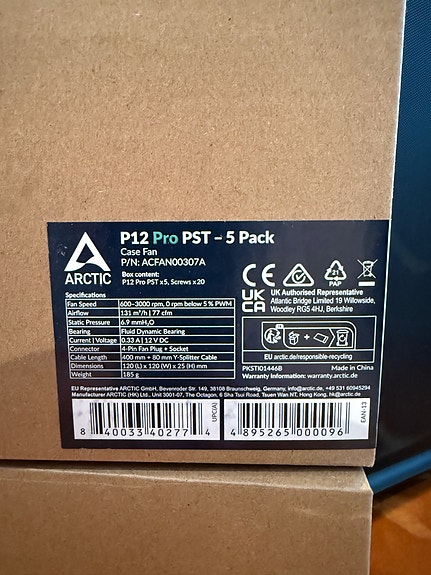 P12 Pro PST – 5 Pack
Case Fan
P/N: ACFAN00307A
ARCTIC
Box content:
P12 Pro PST x5, Screws x20
Specifications
Fan Speed 600–3000 rpm, 0 rpm below 5 % PWM
Airflow 131 m³/h | 77 cfm
Static Pressure 6.9 mmH₂O
Bearing Fluid Dynamic Bearing
Current | Voltage 0.33 A | 12 V DC
Connector 4-Pin Fan Plug + Socket
Cable Length 400 mm + 80 mm Y-Splitter Cable
Dimensions 120 (L) x 120 (W) x 25 (H) mm
Weight 185 g
CE
21
PAP
UK
CA
UK Authorised Representative
Atlantic Bridge Limited 19 Willowside,
Woodley RG5 4HJ, Berkshire
EU arctic.de/responsible-recycling
PKSTI01446B Made in China
Warranty Information: warranty.arctic.de
EU Representative ARCTIC GmbH, Bevenroder Str. 149, 38108 Braunschweig, Germany, info@arctic.de, +49 531 60945294
Manufacturer ARCTIC (HK) Ltd., Unit 3001-07, The Octagon, 6 Sha Tsui Road, Tsuen Wan NT, Hong Kong, hk@arctic.de
8 40033 40277 4
UPC(A)
4 895265 000096
EAN-13